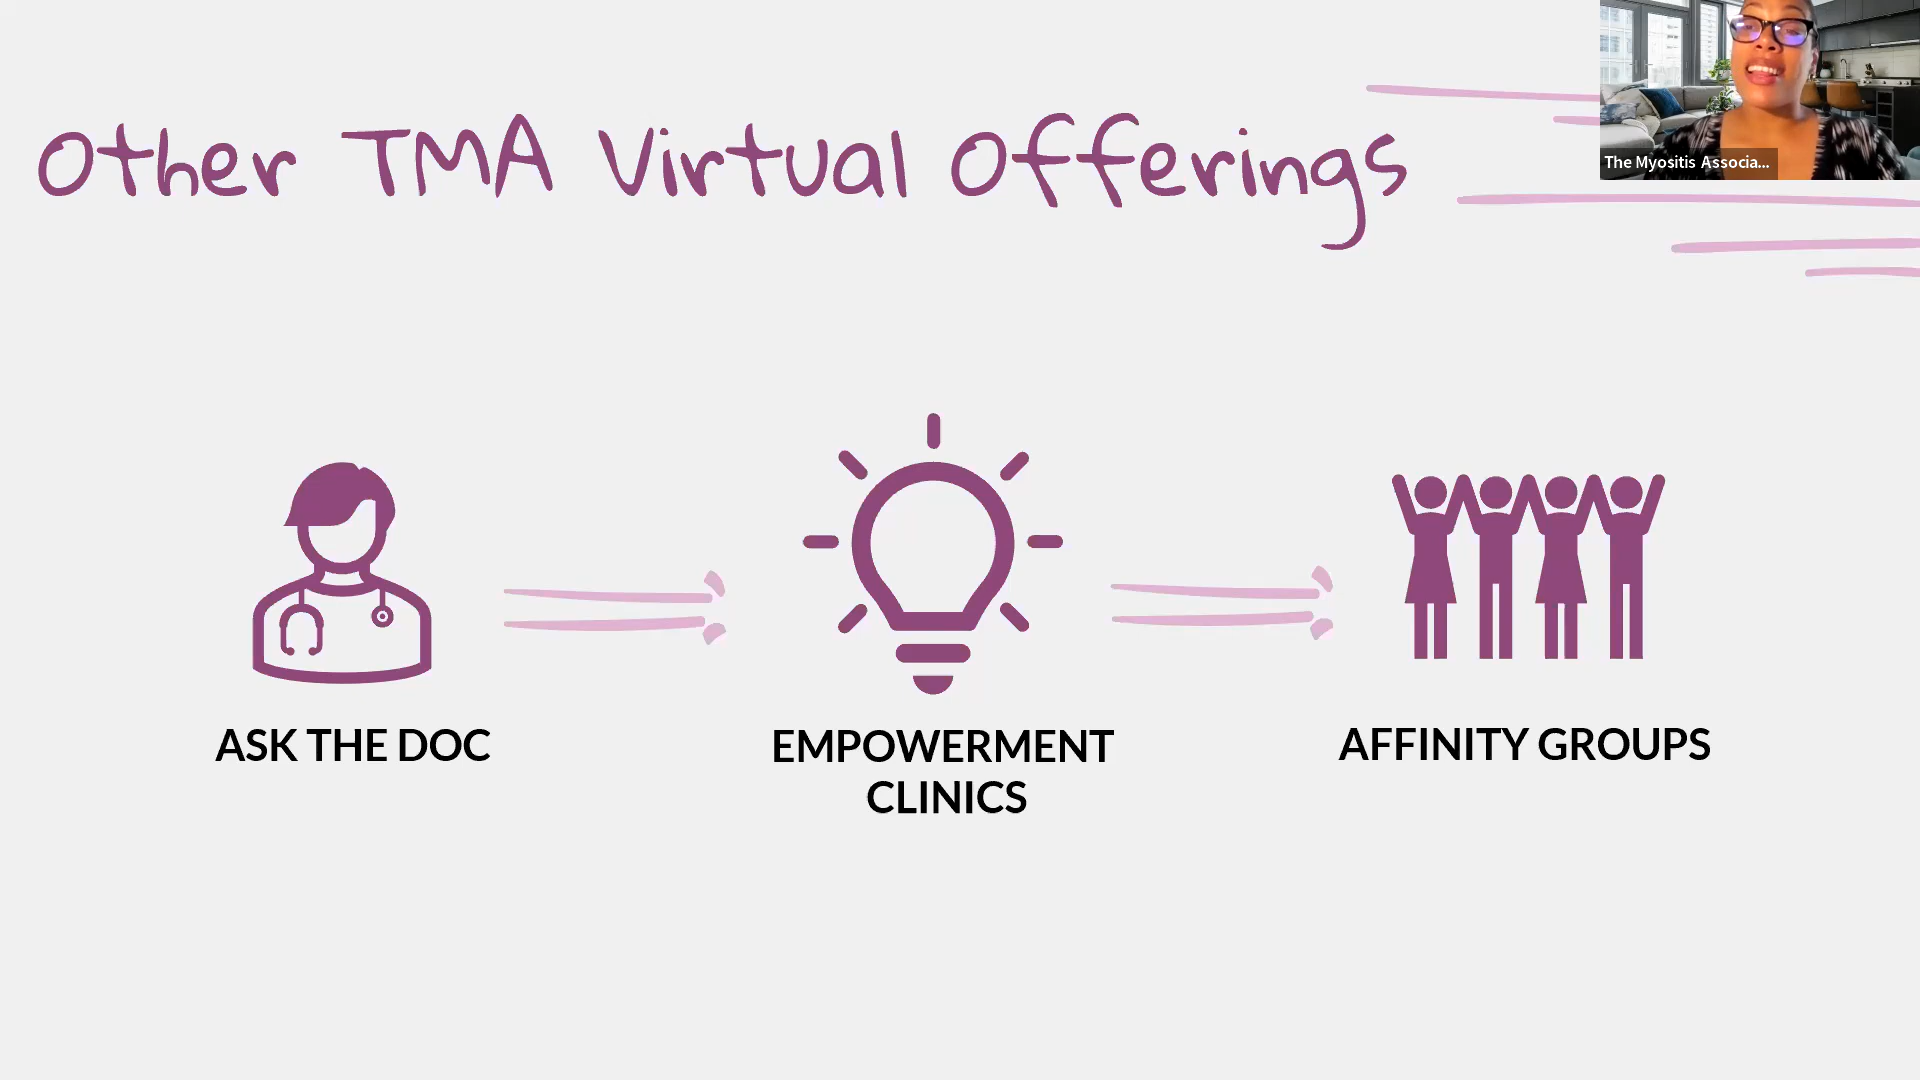 Other TMA Virtual Offerings
The Myositis Associa...
ASK THE DOC
EMPOWERMENT
CLINICS
AFFINITY GROUPS